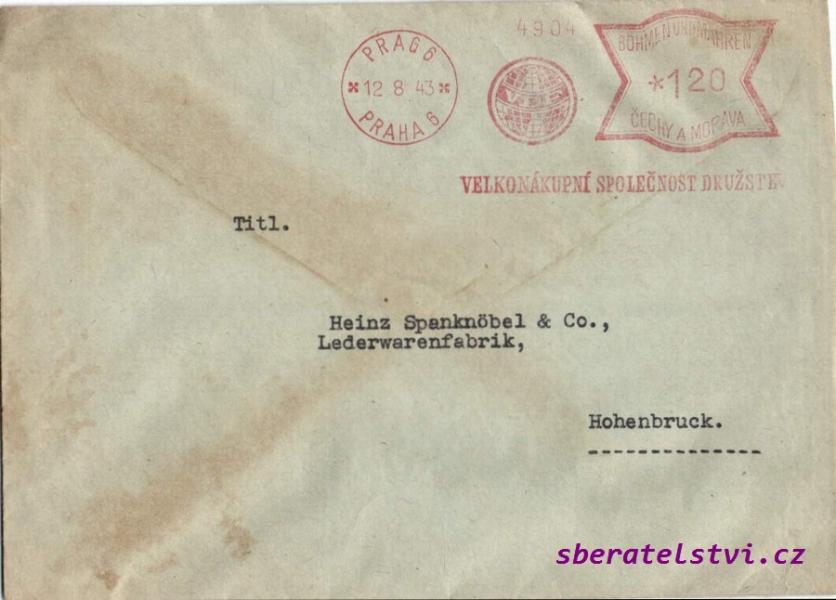 4904
PRAG 6
12 8 43
PRAHA 6
BÖHMEN UND MÄHREN
*120
ČECHY A MORAVA
VELKONÁKUPNÍ SPOLEČNOST DRUŽSTEV
Titl.
Heinz Spanknöbel & Co.,
Lederwarenfabrik,
Hohenbruck.
sberatelstvi.cz